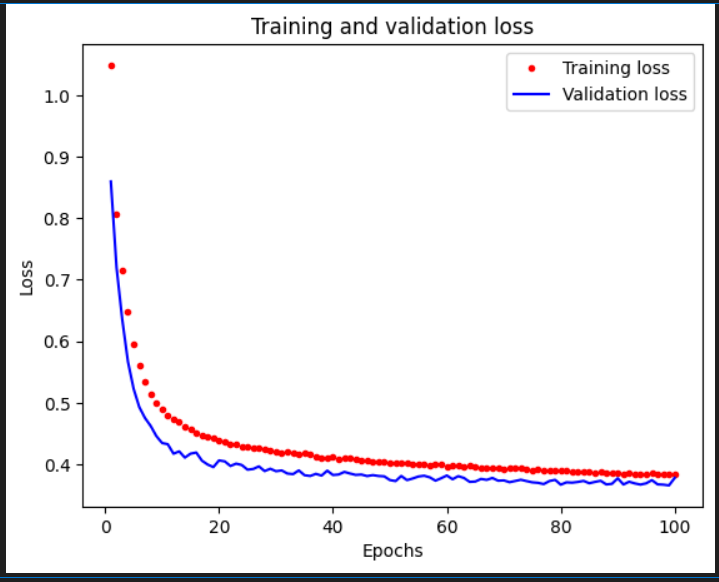 Training and validation loss
Training loss
Validation loss
1.0
0.9
0.8
0.7
0.6
0.5
0.4
Loss
0 20 40 60 80 100
Epochs